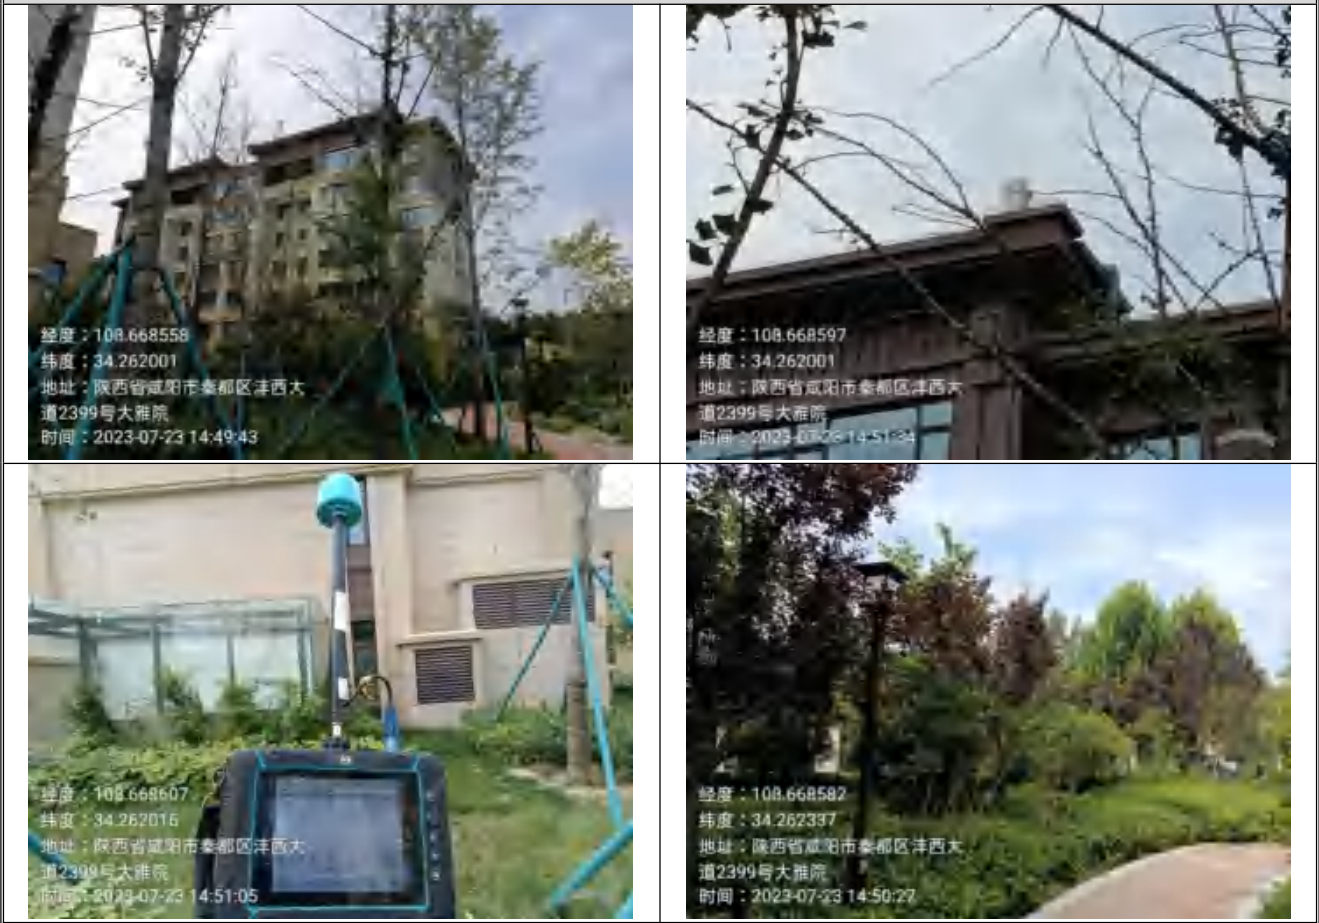 经度：108.668558
纬度：34.262001
地址：陕西省咸阳市秦都区沣西大
道2399号大雅院
时间：2023-07-23 14:49:43
经度：108.668597
纬度：34.262001
地址：陕西省咸阳市秦都区沣西大
道2399号大雅院
时间：2023-07-23 14:51:34
经度：108.668607
纬度：34.262016
地址：陕西省咸阳市秦都区沣西大
道2399号大雅院
时间：2023-07-23 14:51:05
经度：108.668582
纬度：34.262337
地址：陕西省咸阳市秦都区沣西大
道2399号大雅院
时间：2023-07-23 14:50:27